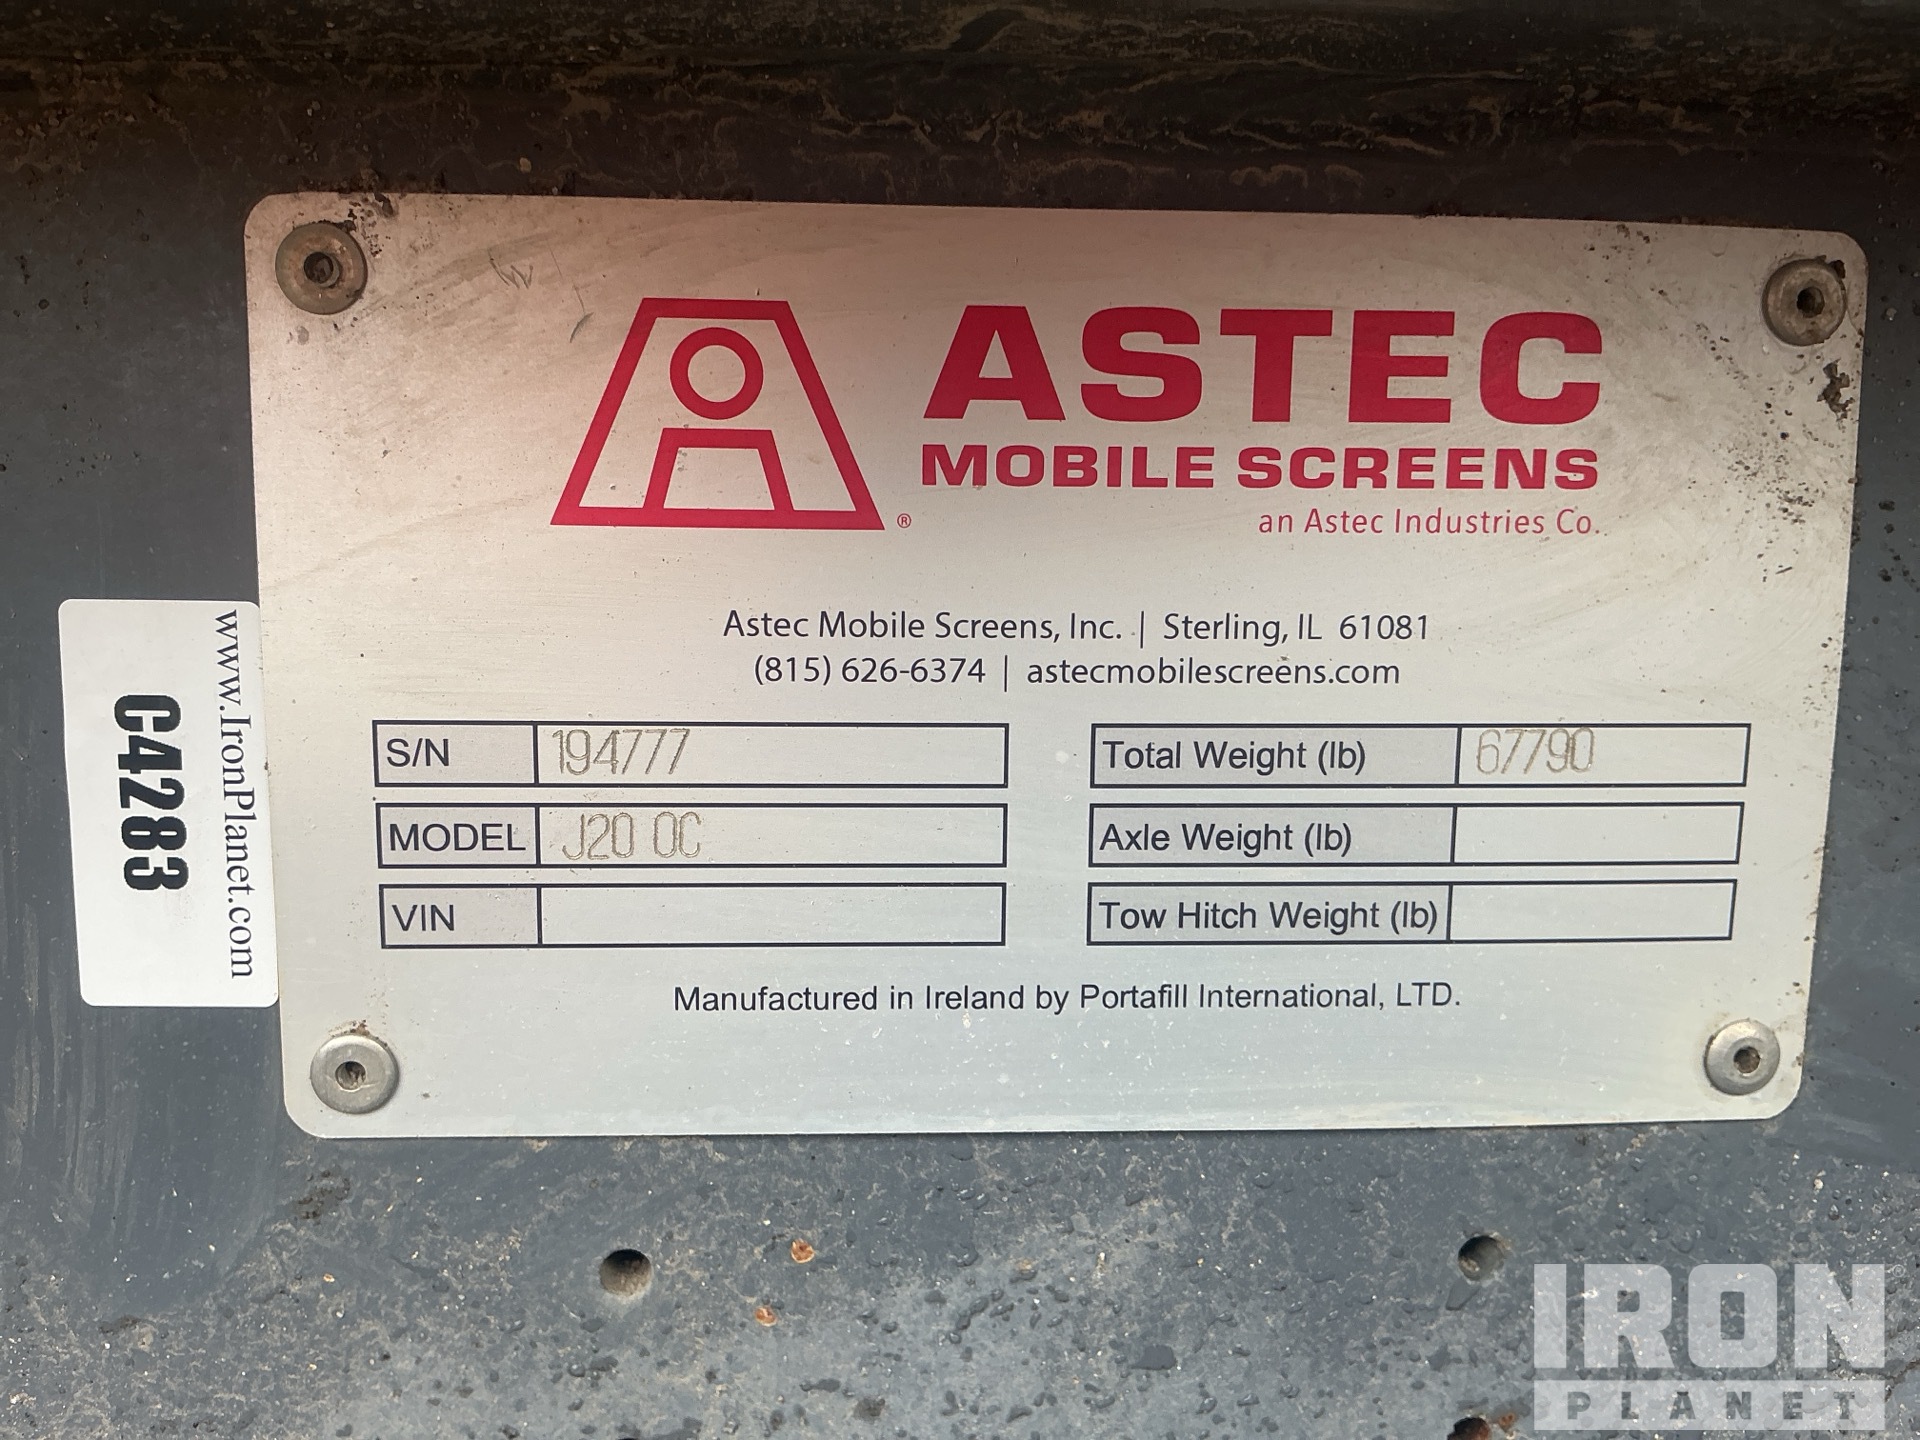 ASTEC
MOBILE SCREENS
an Astec Industries Co.
®
Astec Mobile Screens, Inc. | Sterling, IL 61081
(815) 626-6374 | astecmobilescreens.com
S/N 194777
MODEL J20 OC
VIN
Total Weight (lb) 67790
Axle Weight (lb)
Tow Hitch Weight (lb)
Manufactured in Ireland by Portafill International, LTD.
www.IronPlanet.com
C4283
IRON
PLANET